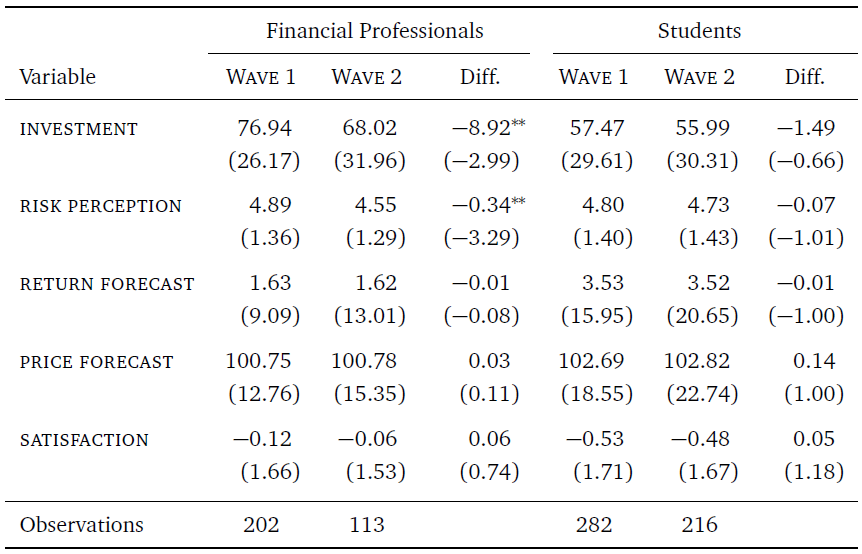 Financial Professionals Students
Variable WAVE 1 WAVE 2 Diff. WAVE 1 WAVE 2 Diff.
INVESTMENT 76.94 68.02 −8.92** 57.47 55.99 −1.49
(26.17) (31.96) (−2.99) (29.61) (30.31) (−0.66)
RISK PERCEPTION 4.89 4.55 −0.34** 4.80 4.73 −0.07
(1.36) (1.29) (−3.29) (1.40) (1.43) (−1.01)
RETURN FORECAST 1.63 1.62 −0.01 3.53 3.52 −0.01
(9.09) (13.01) (−0.08) (15.95) (20.65) (−1.00)
PRICE FORECAST 100.75 100.78 0.03 102.69 102.82 0.14
(12.76) (15.35) (0.11) (18.55) (22.74) (1.00)
SATISFACTION −0.12 −0.06 0.06 −0.53 −0.48 0.05
(1.66) (1.53) (0.74) (1.71) (1.67) (1.18)
Observations 202 113 282 216